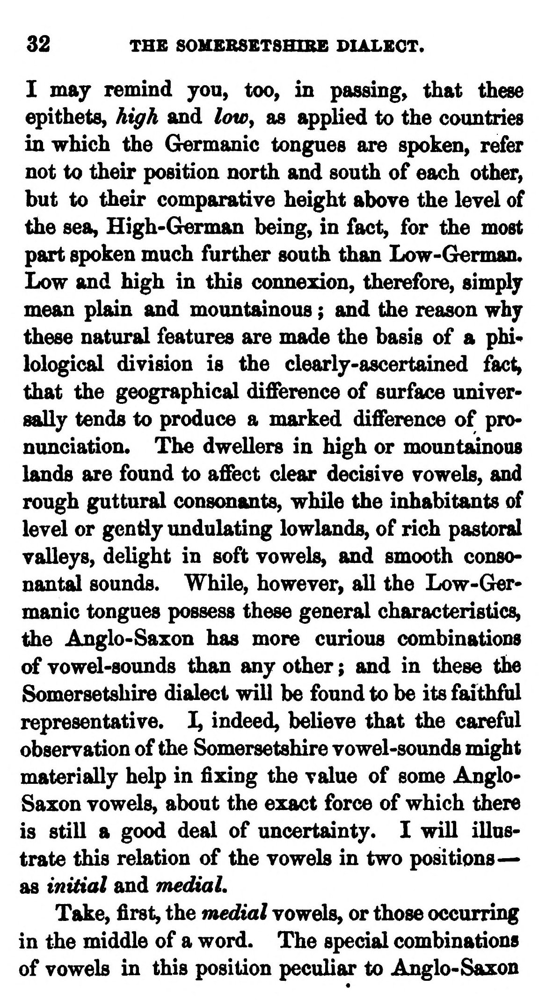 32 THE SOMERSETSHIRE DIALECT.
I may remind you, too, in passing, that these
epithets, high and low, as applied to the countries
in which the Germanic tongues are spoken, refer
not to their position north and south of each other,
but to their comparative height above the level of
the sea, High-German being, in fact, for the most
part spoken much further south than Low-German.
Low and high in this connexion, therefore, simply
mean plain and mountainous ; and the reason why
these natural features are made the basis of a phi-
lological division is the clearly-ascertained fact,
that the geographical difference of surface univer-
sally tends to produce a marked difference of pro-
nunciation. The dwellers in high or mountainous
lands are found to affect clear decisive vowels, and
rough guttural consonants, while the inhabitants of
level or gently undulating lowlands, of rich pastoral
valleys, delight in soft vowels, and smooth conso-
nantal sounds. While, however, all the Low-Ger-
manic tongues possess these general characteristics,
the Anglo-Saxon has more curious combinations
of vowel-sounds than any other ; and in these the
Somersetshire dialect will be found to be its faithful
representative. I, indeed, believe that the careful
observation of the Somersetshire vowel-sounds might
materially help in fixing the value of some Anglo-
Saxon vowels, about the exact force of which there
is still a good deal of uncertainty. I will illus-
trate this relation of the vowels in two positions—
as initial and medial.
Take, first, the medial vowels, or those occurring
in the middle of a word. The special combinations
of vowels in this position peculiar to Anglo-Saxon